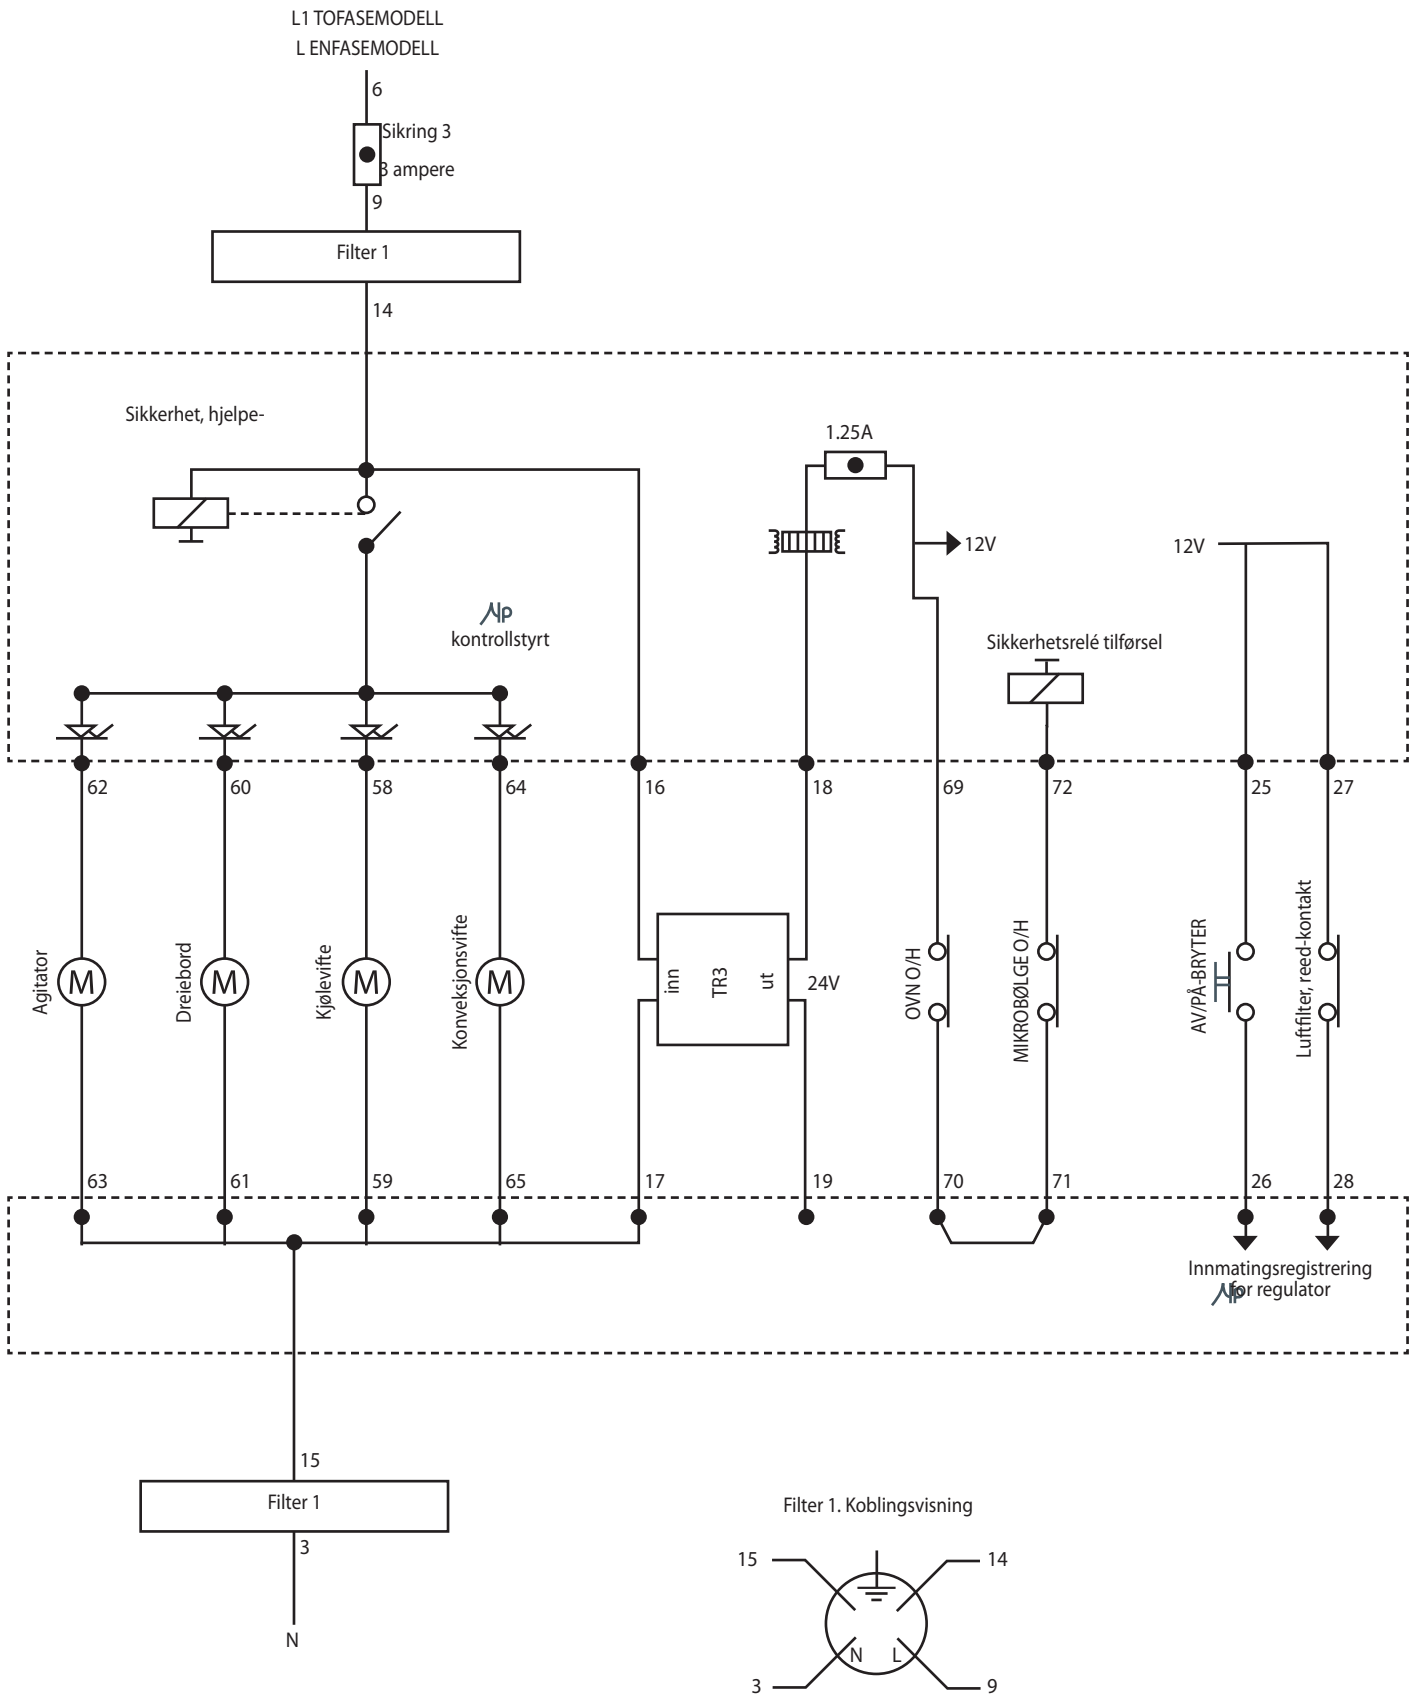 L1 TOFASEMODELL
L ENFASEMODELL
6
Sikring 3
3 ampere
9
Filter 1
14
Sikkerhet, hjelpe-
1.25A
12V
12V
kontrollstyrt
Sikkerhetsrelé tilførsel
62
60
58
64
16
18
69
72
25
27
Agitator
M
Dreiebord
M
Kjølevifte
M
Konveksjonsvifte
M
inn
TR3
ut
24V
OVN O/H
MIKROBØLGE O/H
AV/PÅ-BRYTER
Luftfilter, reed-kontakt
63
61
59
65
17
19
70
71
26
28
Innmatingsregistrering
for regulator
15
Filter 1
3
N
Filter 1. Koblingsvisning
15
14
N
L
3
9